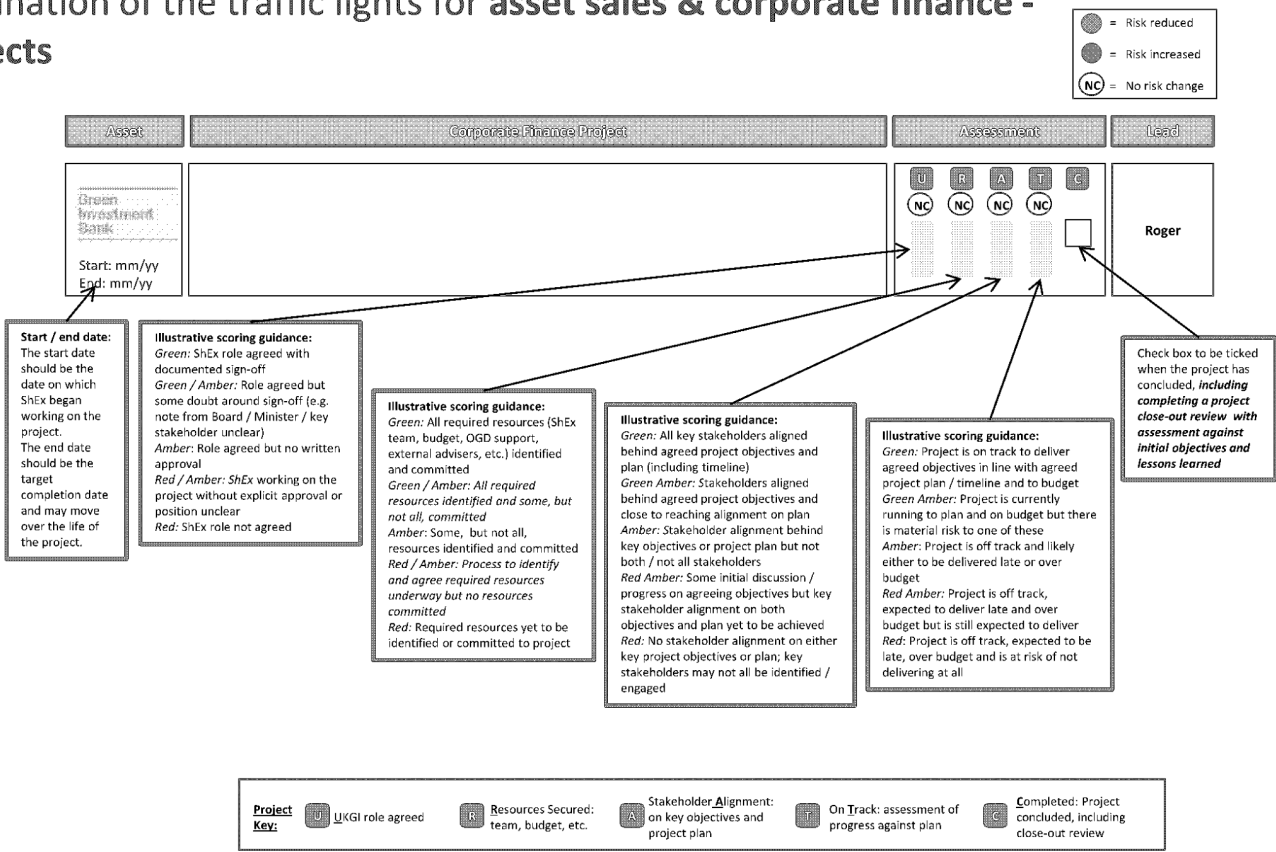 ination of the traffic lights for asset sales & corporate finance -
ects
= Risk reduced
= Risk increased
NC = No risk change
Asset
Corporate Finance Project
Assessment
Lead
Green
Investment
Bank
Start: mm/yy
End: mm/yy
U R A T C
NC NC NC NC
Roger
Start / end date:
The start date
should be the
date on which
ShEx began
working on the
project.
The end date
should be the
target
completion date
and may move
over the life of
the project.
Illustrative scoring guidance:
Green: ShEx role agreed with
documented sign-off
Green / Amber: Role agreed but
some doubt around sign-off (e.g.
note from Board / Minister / key
stakeholder unclear)
Amber: Role agreed but no written
approval
Red / Amber: ShEx working on the
project without explicit approval or
position unclear
Red: ShEx role not agreed
Illustrative scoring guidance:
Green: All required resources (ShEx
team, budget, OGD support,
external advisers, etc.) identified
and committed
Green / Amber: All required
resources identified and some, but
not all, committed
Amber: Some, but not all,
resources identified and committed
Red / Amber: Process to identify
and agree required resources
underway but no resources
committed
Red: Required resources yet to be
identified or committed to project
Illustrative scoring guidance:
Green: All key stakeholders aligned
behind agreed project objectives and
plan (including timeline)
Green Amber: Stakeholders aligned
behind agreed project objectives and
close to reaching alignment on plan
Amber: Stakeholder alignment behind
key objectives or project plan but not
both / not all stakeholders
Red Amber: Some initial discussion /
progress on agreeing objectives but key
stakeholder alignment on both
objectives and plan yet to be achieved
Red: No stakeholder alignment on either
key project objectives or plan; key
stakeholders may not all be identified /
engaged
Illustrative scoring guidance:
Green: Project is on track to deliver
agreed objectives in line with agreed
project plan / timeline and to budget
Green Amber: Project is currently
running to plan and on budget but there
is material risk to one of these
Amber: Project is off track and likely
either to be delivered late or over
budget
Red Amber: Project is off track,
expected to deliver late and over
budget but is still expected to deliver
Red: Project is off track, expected to be
late, over budget and is at risk of not
delivering at all
Check box to be ticked
when the project has
concluded, including
completing a project
close-out review with
assessment against
initial objectives and
lessons learned
Project
Key:
U UKGI role agreed
R Resources Secured:
team, budget, etc.
A Stakeholder Alignment:
on key objectives and
project plan
T On Track: assessment of
progress against plan
C Completed: Project
concluded, including
close-out review